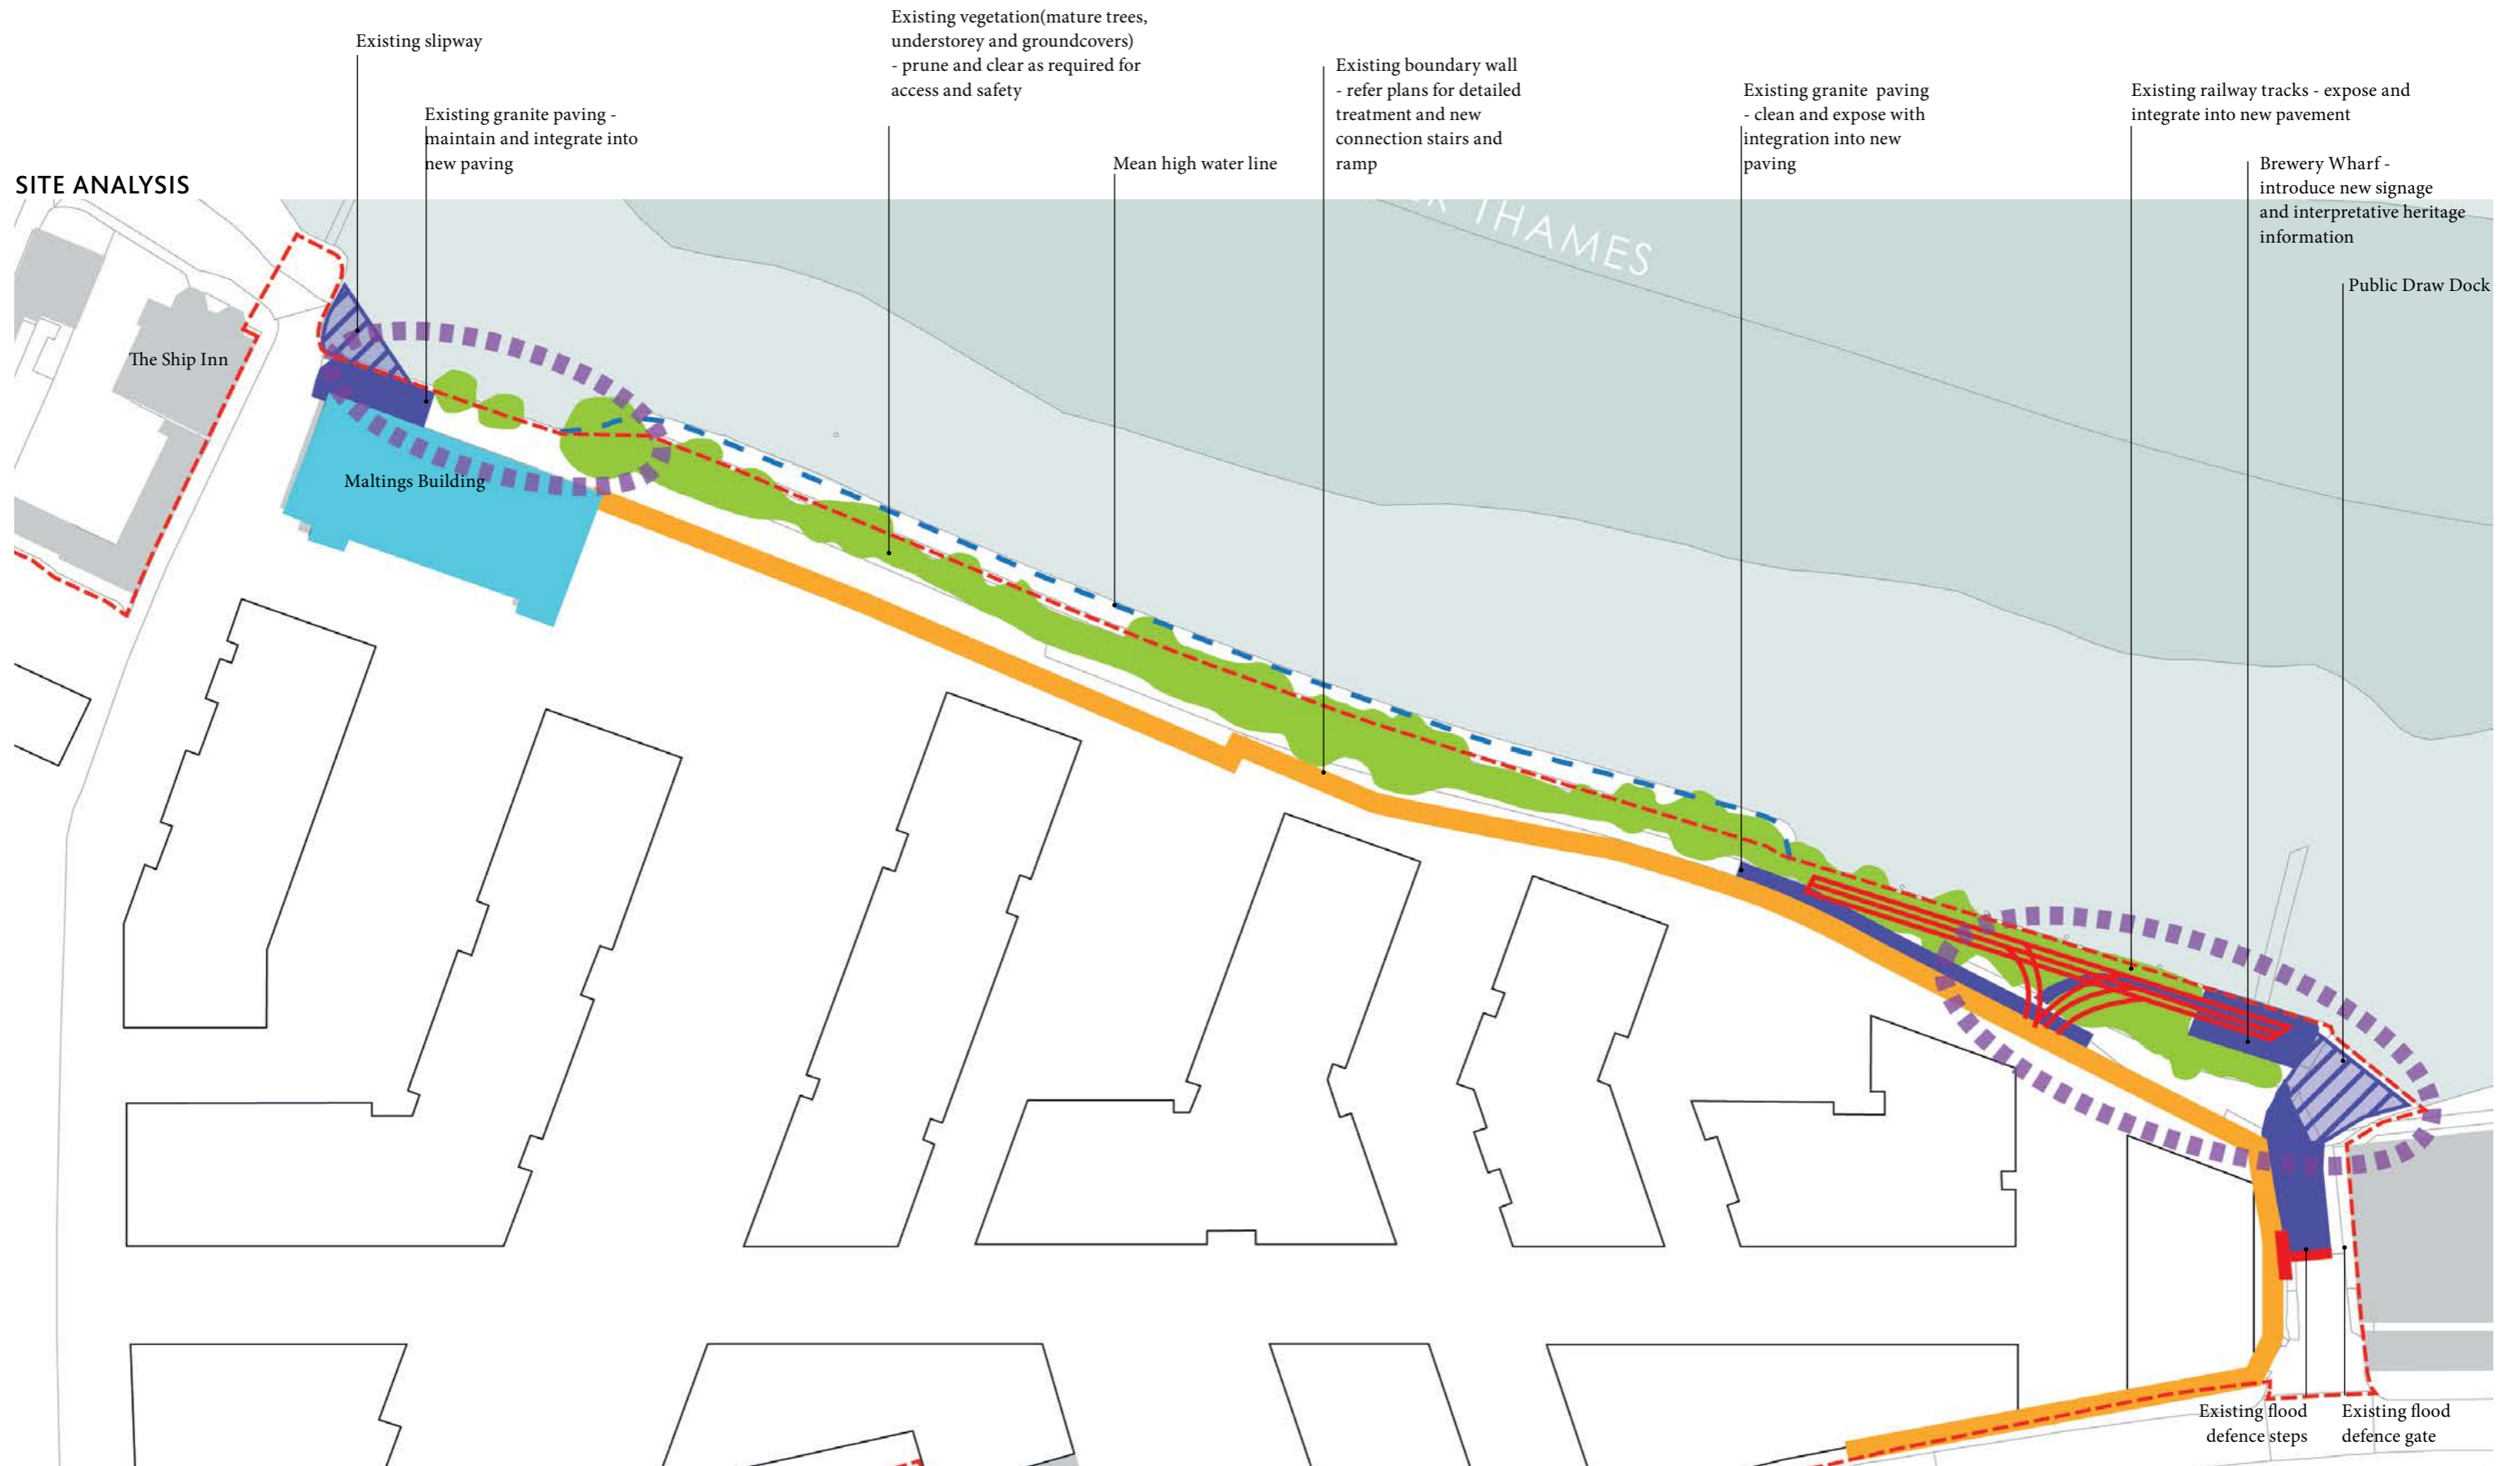 Existing slipway
Existing granite paving -
maintain and integrate into
new paving
Existing vegetation(mature trees,
understorey and groundcovers)
- prune and clear as required for
access and safety
Mean high water line
Existing boundary wall
- refer plans for detailed
treatment and new
connection stairs and
ramp
Existing granite paving
- clean and expose with
integration into new
paving
Existing railway tracks - expose and
integrate into new pavement
Brewery Wharf -
introduce new signage
and interpretative heritage
information
Public Draw Dock
SITE ANALYSIS
THAMES
The Ship Inn
Maltings Building
Existing flood
defence steps
Existing flood
defence gate